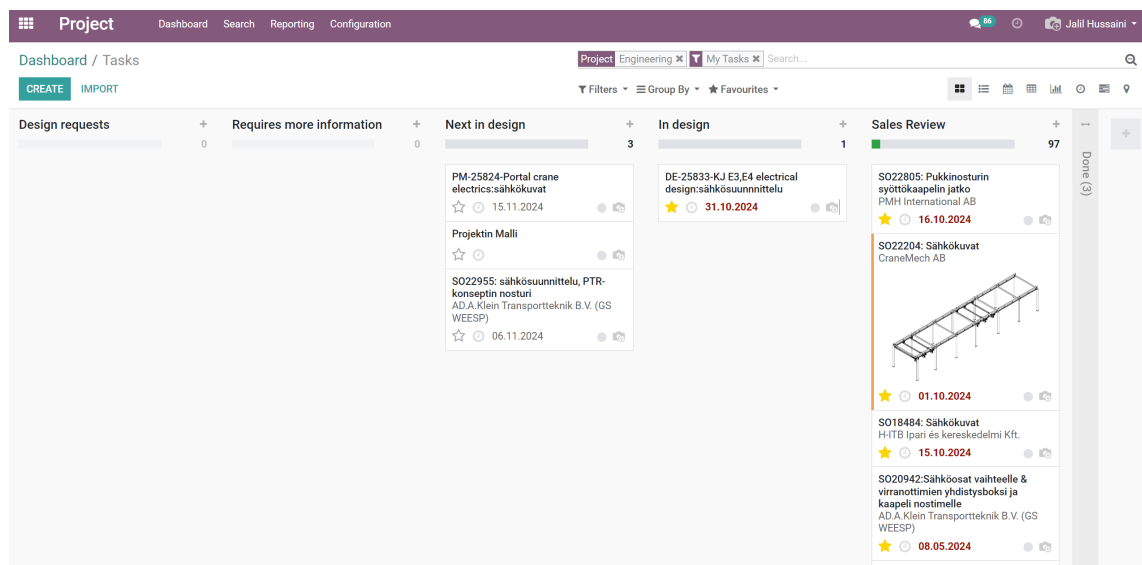 Project Dashboard Search Reporting Configuration 86 Jalil Hussaini
Dashboard / Tasks
Project Engineering My Tasks Search...
CREATE IMPORT
Filters Group By Favourites
Design requests
0
Requires more information
0
Next in design
3
PM-25824-Portal crane
electrics:sähkökuvat
15.11.2024
Projektin Malli
SO22955: sähkösuunnittelu, PTR-
konseptin nosturi
AD.A.Klein Transportteknik B.V. (GS
WEESP)
06.11.2024
In design
1
DE-25833-KJ E3,E4 electrical
design:sähkösuunnnittelu
31.10.2024
Sales Review
97
SO22805: Pukkinosturin
syöttökaapelin jatko
PMH International AB
16.10.2024
SO22204: Sähkökuvat
CraneMech AB
01.10.2024
SO18484: Sähkökuvat
H-ITB Ipari és kereskedelmi Kft.
15.10.2024
SO20942:Sähköosat vaihteelle &
virranottimien yhdistysboksi ja
kaapeli nostimelle
AD.A.Klein Transportteknik B.V. (GS
WEESP)
08.05.2024
Done (3)